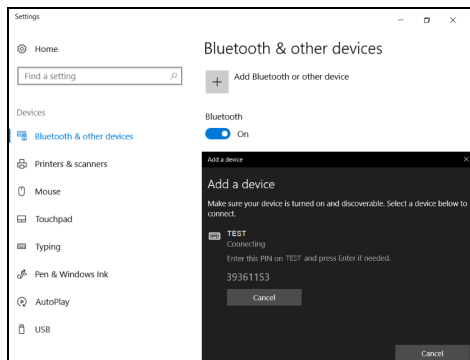 Settings
Home
Find a setting
Devices
Bluetooth & other devices
Printers & scanners
Mouse
Touchpad
Typing
Pen & Windows Ink
AutoPlay
USB
Bluetooth & other devices
Add Bluetooth or other device
Bluetooth
On
Add a device
Add a device
Make sure your device is turned on and discoverable. Select a device below to
connect.
TEST
Connecting
Enter this PIN on TEST and press Enter if needed.
39361153
Cancel
Cancel